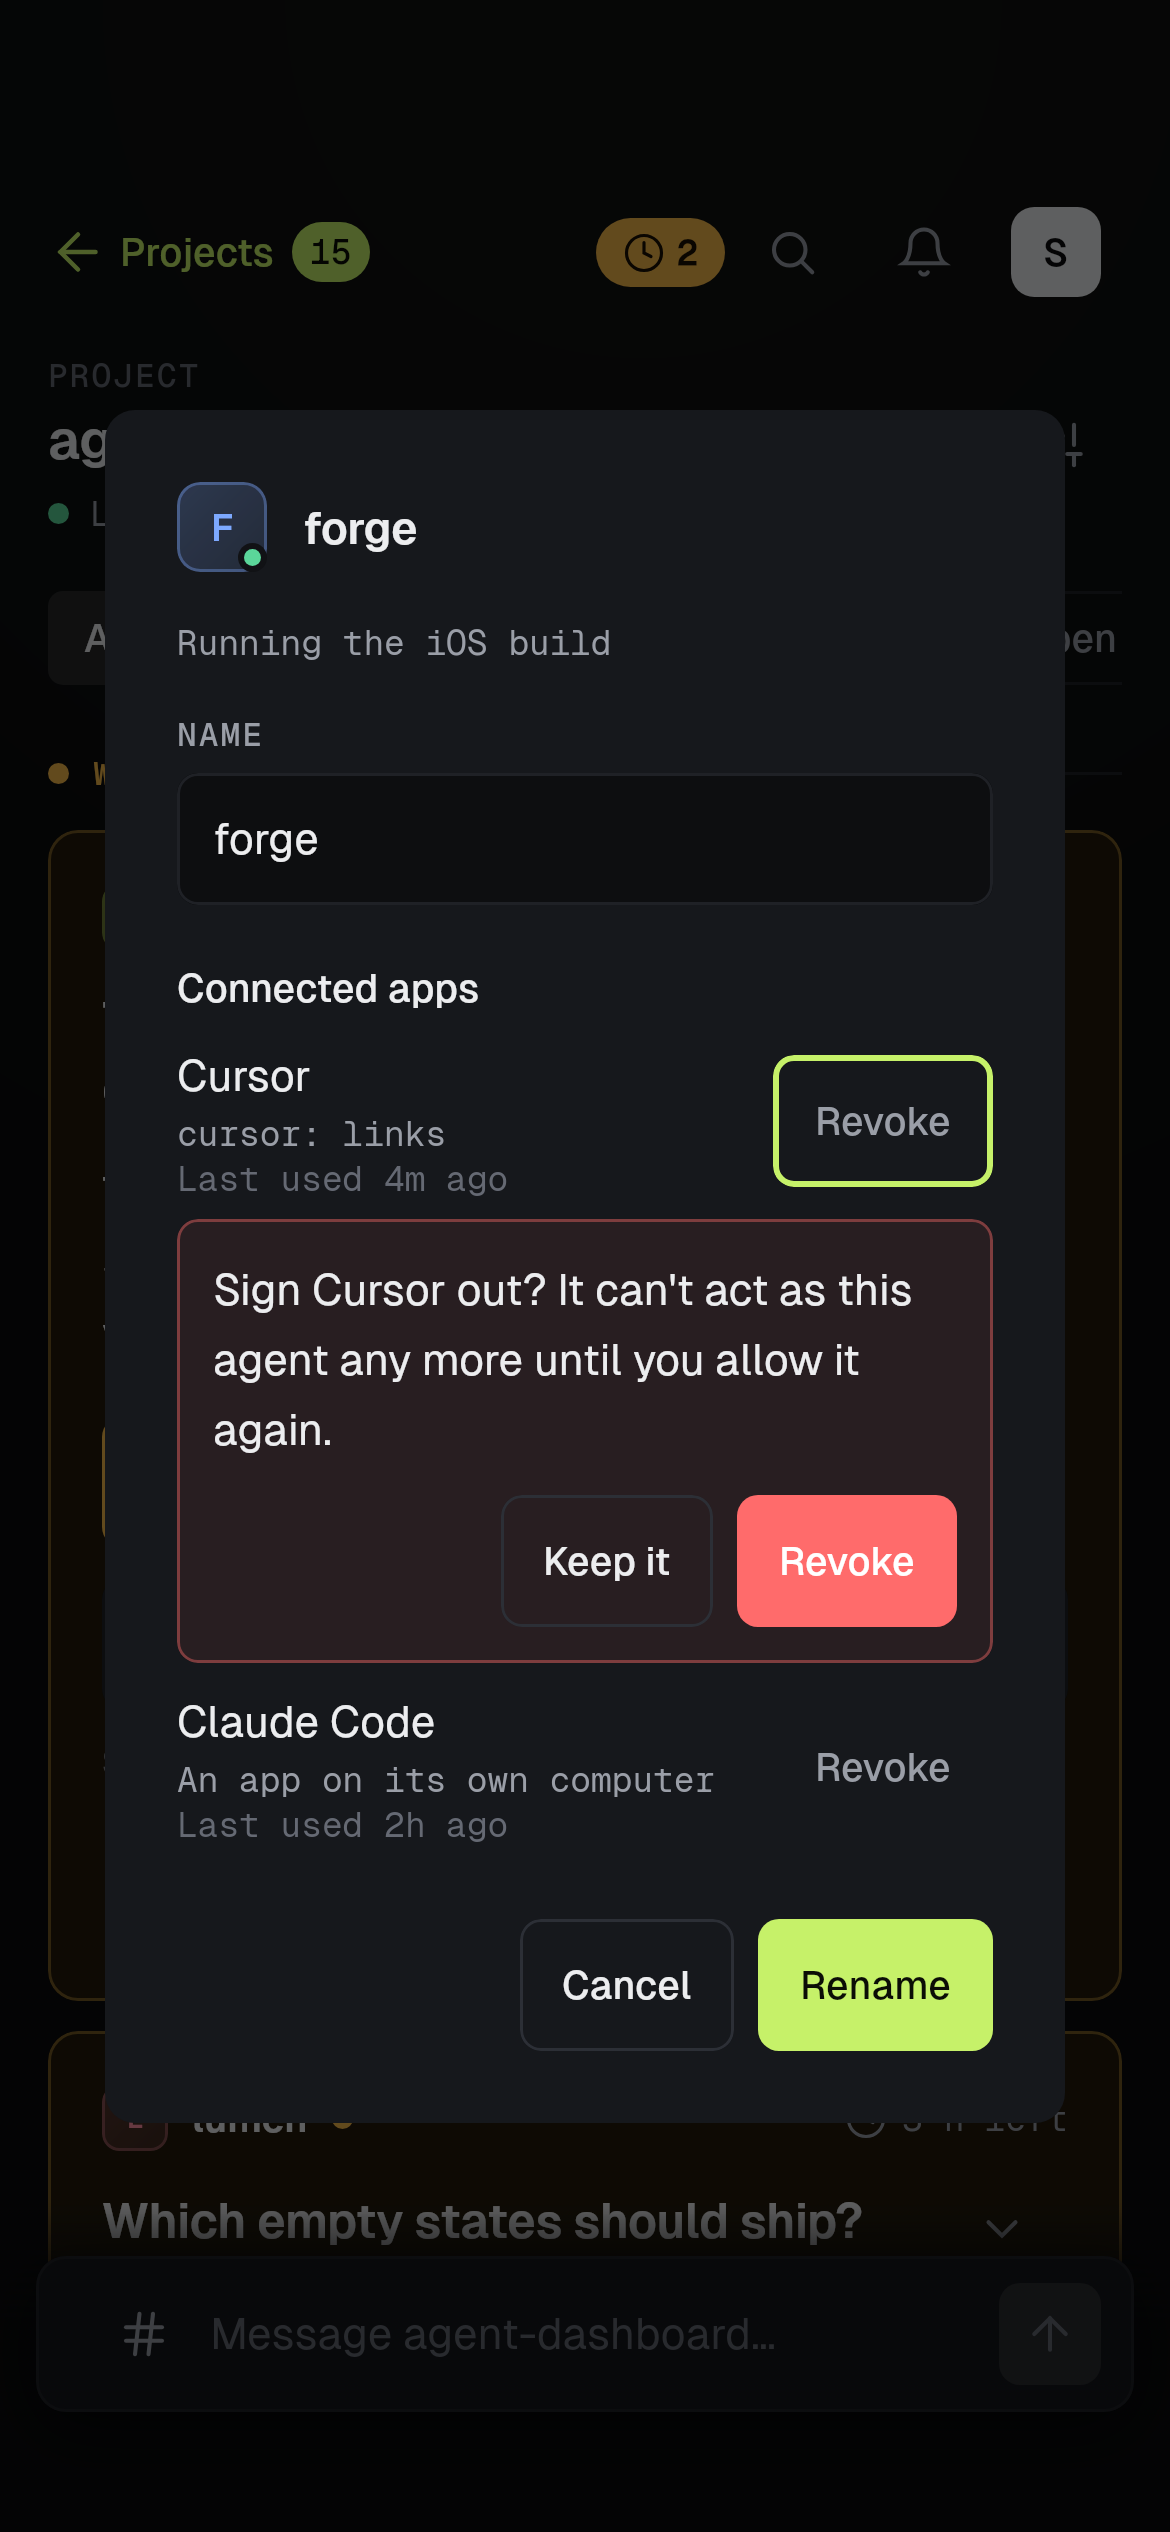 Projects 15
2
S
PROJECT
ag
F
forge
Running the iOS build
NAME
forge
Connected apps
Cursor
Revoke
cursor: links
Last used 4m ago
Sign Cursor out? It can't act as this
agent any more until you allow it
again.
Keep it
Revoke
Claude Code
An app on its own computer
Revoke
Last used 2h ago
Cancel
Rename
lumen
Which empty states should ship?
Message agent-dashboard…